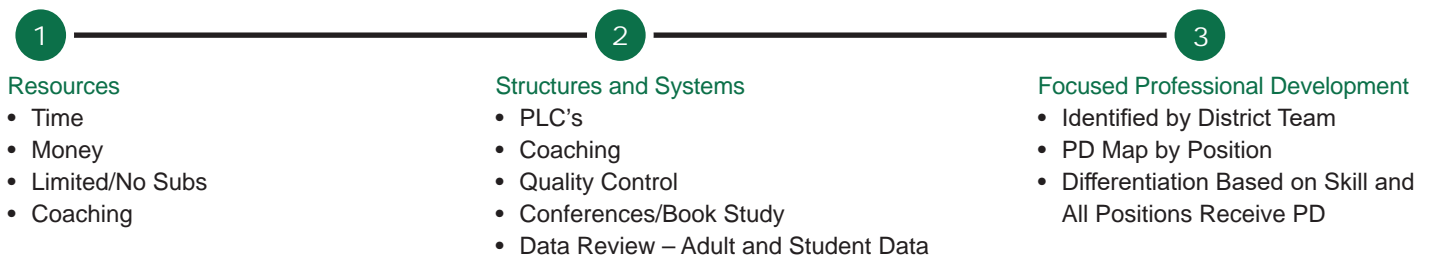 1
Resources
• Time
• Money
• Limited/No Subs
• Coaching
2
Structures and Systems
• PLC's
• Coaching
• Quality Control
• Conferences/Book Study
• Data Review – Adult and Student Data
3
Focused Professional Development
• Identified by District Team
• PD Map by Position
• Differentiation Based on Skill and
All Positions Receive PD